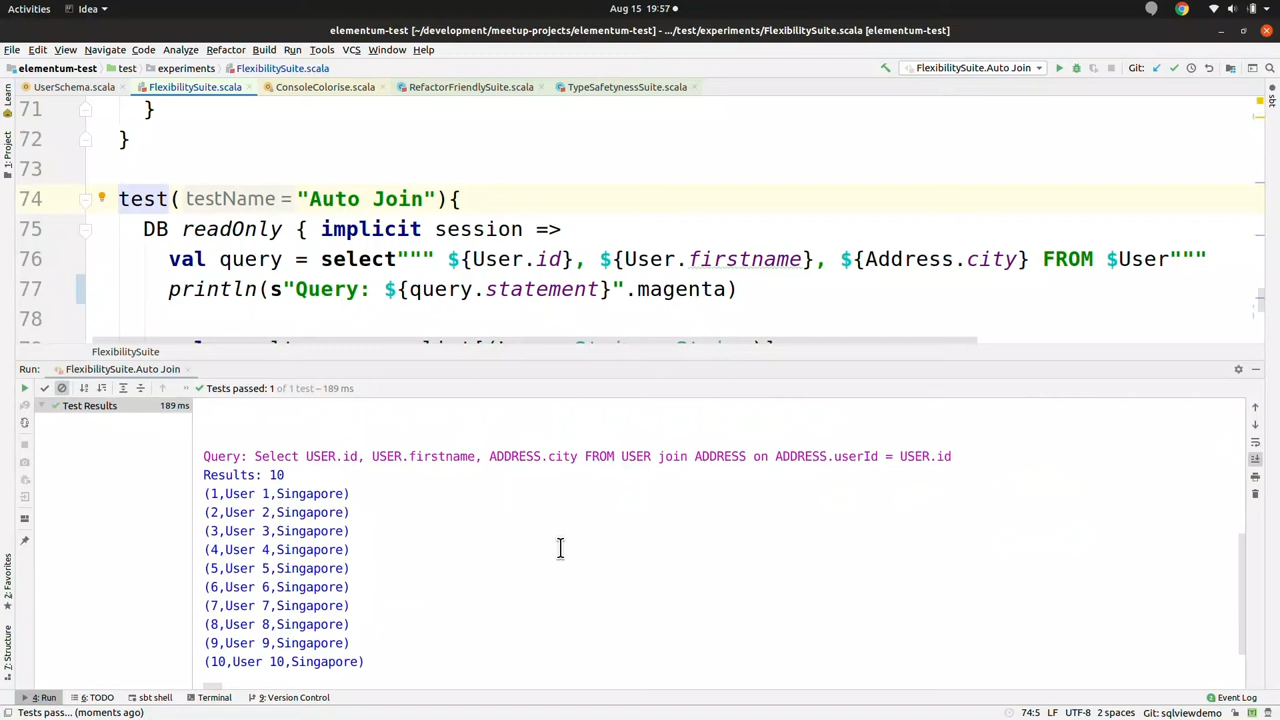 Activities Idea Aug 15 19:57
elementum-test [~/development/meetup-projects/elementum-test] - .../test/experiments/FlexibilitySuite.scala [elementum-test]
File Edit View Navigate Code Analyze Refactor Build Run Tools VCS Window Help
elementum-test test experiments FlexibilitySuite.scala FlexibilitySuite.Auto Join Git:
Learn UserSchema.scala FlexibilitySuite.scala ConsoleColorise.scala RefactorFriendlySuite.scala TypeSafetynessSuite.scala sbt
1: Project
71 }
72 }
73
74 test( testName = "Auto Join"){
75 DB readOnly { implicit session =>
76 val query = select""" ${User.id}, ${User.firstname}, ${Address.city} FROM $User"""
77 println(s"Query: ${query.statement}".magenta)
78
FlexibilitySuite
Run: FlexibilitySuite.Auto Join
Tests passed: 1 of 1 test – 189 ms
Test Results 189 ms
Query: Select USER.id, USER.firstname, ADDRESS.city FROM USER join ADDRESS on ADDRESS.userId = USER.id
Results: 10
(1,User 1,Singapore)
(2,User 2,Singapore)
(3,User 3,Singapore)
(4,User 4,Singapore)
(5,User 5,Singapore)
(6,User 6,Singapore)
(7,User 7,Singapore)
(8,User 8,Singapore)
(9,User 9,Singapore)
(10,User 10,Singapore)
2: Favorites
7: Structure
4: Run 6: TODO sbt shell Terminal 9: Version Control Event Log
Tests pass... (moments ago) 74:5 LF UTF-8 2 spaces Git: sqlviewdemo